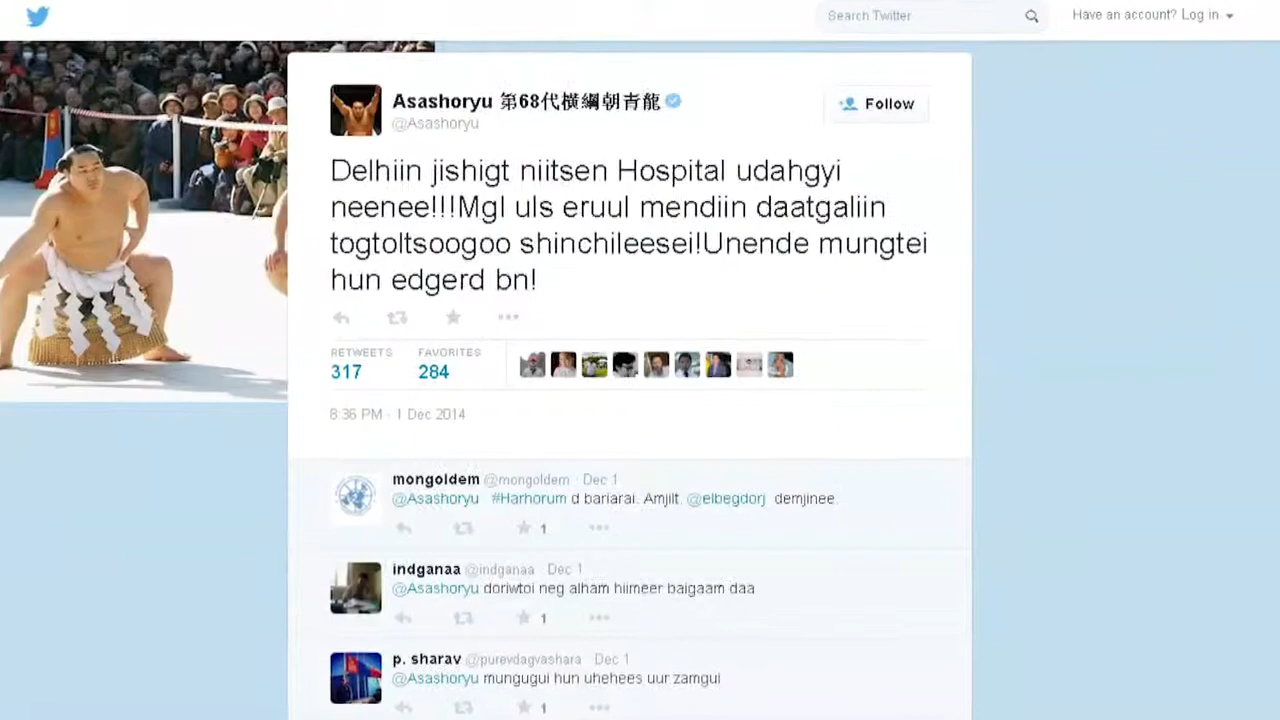 Search Twitter
Have an account? Log in
Asashoryu 第68代横綱朝青龍
@Asashoryu
Follow
Delhiin jishigt niitsen Hospital udahgyi
neenee!!!Mgl uls eruul mendiin daatgaliin
togtoltsoogoo shinchileesei!Unende mungtei
hun edgerd bn!
RETWEETS FAVORITES
317 284
8:36 PM - 1 Dec 2014
mongoldem @mongoldem · Dec 1
@Asashoryu #Harhorum d bariarai. Amjilt. @elbegdorj demjinee.
1
indganaa @indganaa · Dec 1
@Asashoryu doriwtoi neg alham hiimeer baigaam daa
1
p. sharav @purevdagvashara · Dec 1
@Asashoryu mungugui hun uhehees uur zamgui
1